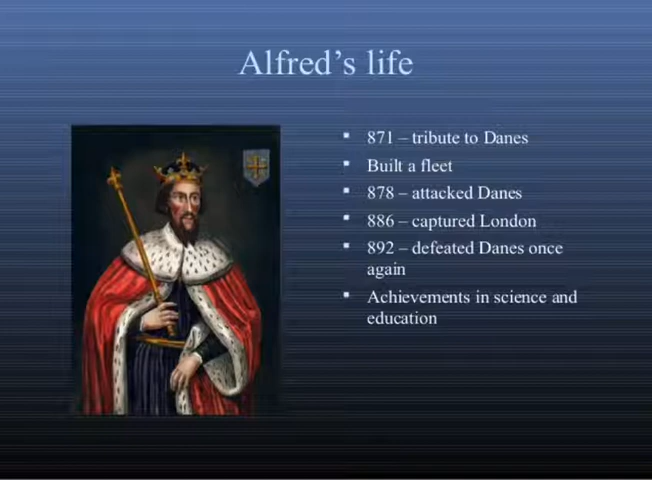 Alfred’s life
871 – tribute to Danes
Built a fleet
878 – attacked Danes
886 – captured London
892 – defeated Danes once
again
Achievements in science and
education